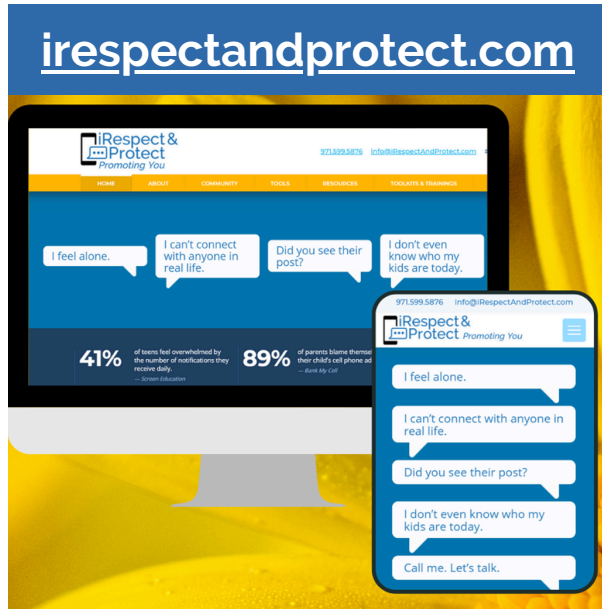 irespectandprotect.com
iRespect &
Protect
Promoting You
971.599.5876 info@iRespectAndProtect.com
HOME ABOUT COMMUNITY TOOLS RESOURCES TOOLKITS & TRAININGS
I feel alone.
I can't connect
with anyone in
real life.
Did you see their
post?
I don't even
know who my
kids are today.
41%
of teens feel overwhelmed by
the number of notifications they
receive daily.
— Screen Education
89%
of parents blame
their child's cell phone
— Bank My Cell
971.599.5876 info@iRespectAndProtect.com
iRespect &
Protect Promoting You
I feel alone.
I can't connect with anyone in
real life.
Did you see their post?
I don't even know who my
kids are today.
Call me. Let's talk.